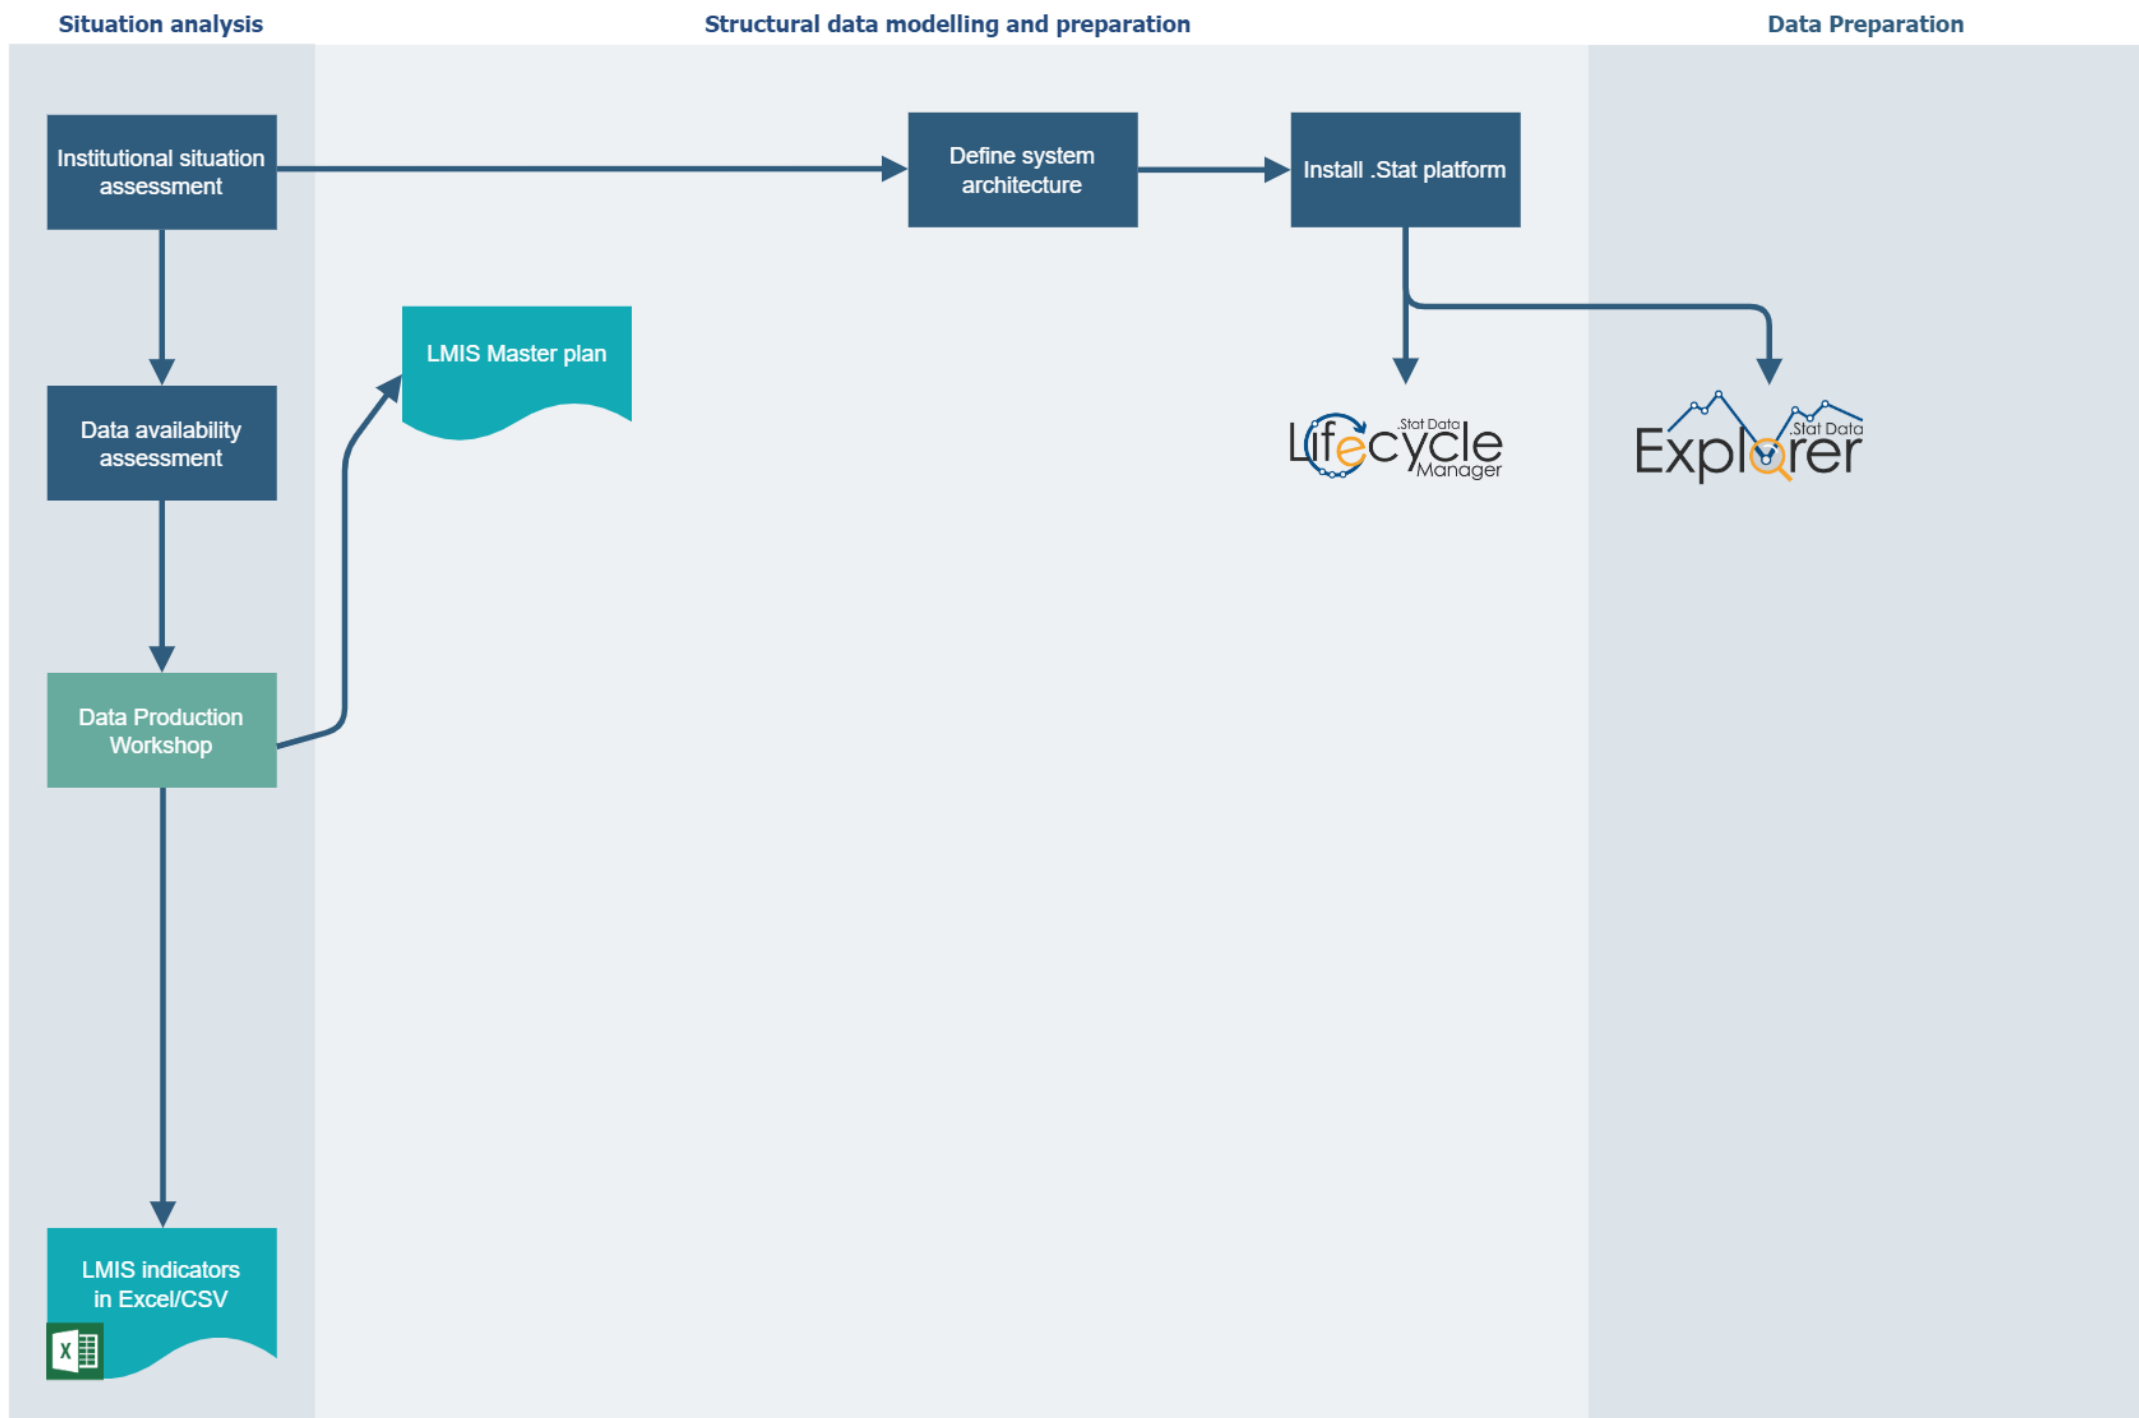 Situation analysis
Structural data modelling and preparation
Data Preparation
Institutional situation
assessment
Define system
architecture
Install .Stat platform
LMIS Master plan
Data availability
assessment
.Stat Data
Lifecycle
Manager
.Stat Data
Explorer
Data Production
Workshop
LMIS indicators
in Excel/CSV
X